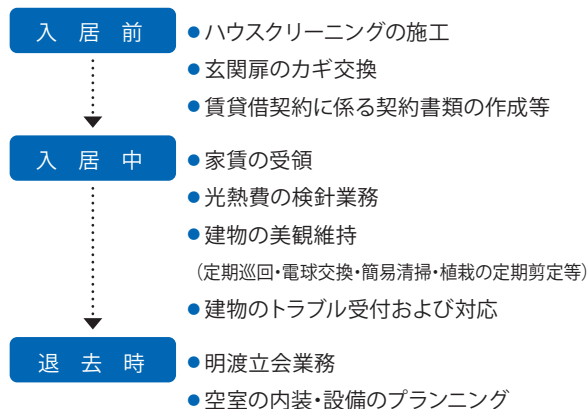 入居前
●ハウスクリーニングの施工
●玄関扉のカギ交換
●賃貸借契約に係る契約書類の作成等
入居中
●家賃の受領
●光熱費の検針業務
●建物の美観維持
（定期巡回・電球交換・簡易清掃・植栽の定期剪定等）
●建物のトラブル受付および対応
退去時
●明渡立会業務
●空室の内装・設備のプランニング